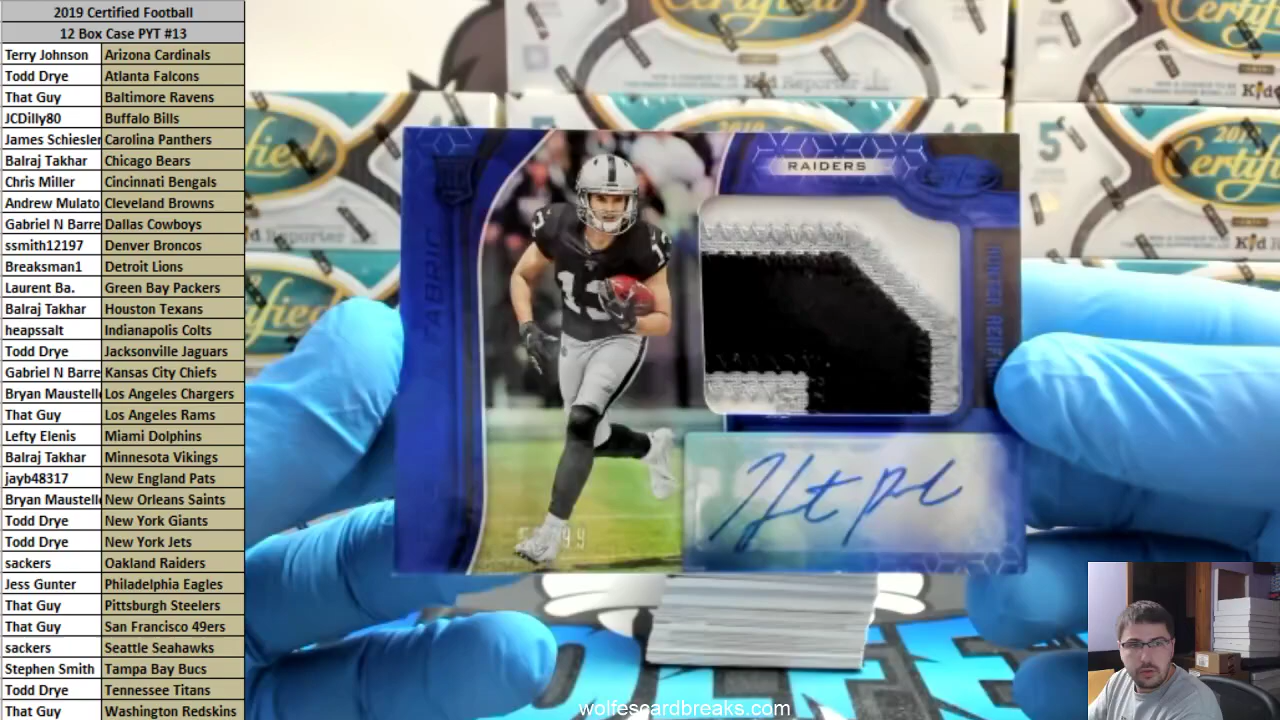 2019 Certified Football
12 Box Case PYT #13
Terry Johnson Arizona Cardinals
Todd Drye Atlanta Falcons
That Guy Baltimore Ravens
JCDilly80 Buffalo Bills
James Schiesler Carolina Panthers
Balraj Takhar Chicago Bears
Chris Miller Cincinnati Bengals
Andrew Mulato Cleveland Browns
Gabriel N Barre Dallas Cowboys
ssmith12197 Denver Broncos
Breaksman1 Detroit Lions
Laurent Ba. Green Bay Packers
Balraj Takhar Houston Texans
heapssalt Indianapolis Colts
Todd Drye Jacksonville Jaguars
Gabriel N Barre Kansas City Chiefs
Bryan Maustell Los Angeles Chargers
That Guy Los Angeles Rams
Lefty Elenis Miami Dolphins
Balraj Takhar Minnesota Vikings
jayb48317 New England Pats
Bryan Maustell New Orleans Saints
Todd Drye New York Giants
Todd Drye New York Jets
sackers Oakland Raiders
Jess Gunter Philadelphia Eagles
That Guy Pittsburgh Steelers
That Guy San Francisco 49ers
sackers Seattle Seahawks
Stephen Smith Tampa Bay Bucs
Todd Drye Tennessee Titans
That Guy Washington Redskins
RAIDERS
FABRIC
13
wolfescardbreaks.com